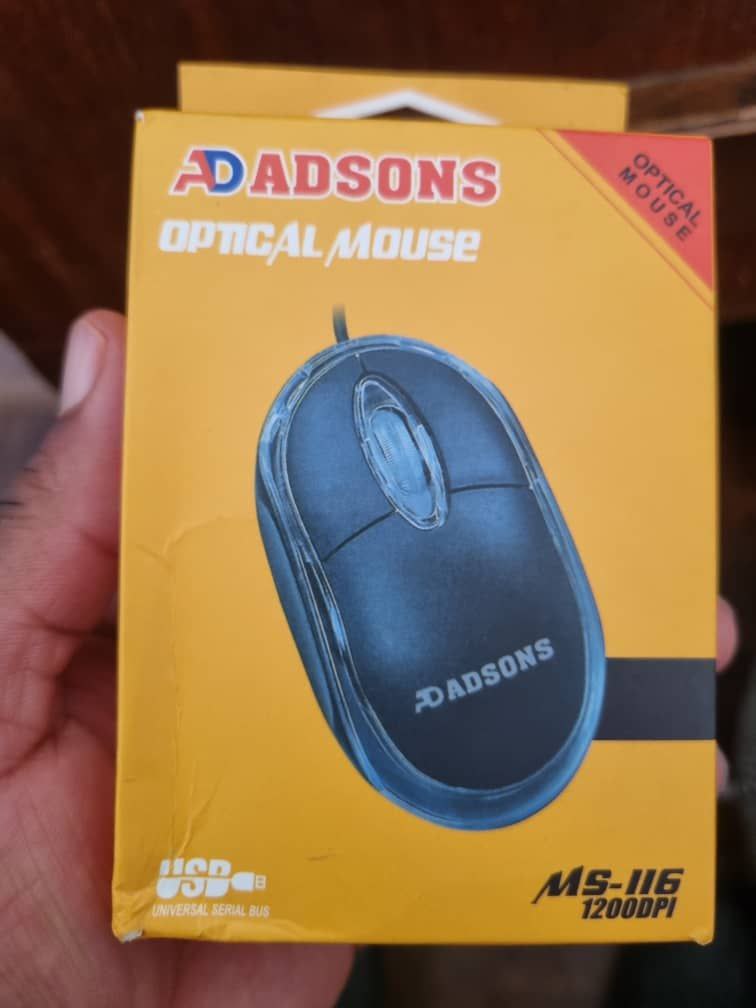 AD ADSONS
OPTICAL MOUSE
OPTICAL
MOUSE
AD ADSONS
USB
UNIVERSAL SERIAL BUS
MS-116
1200DPI